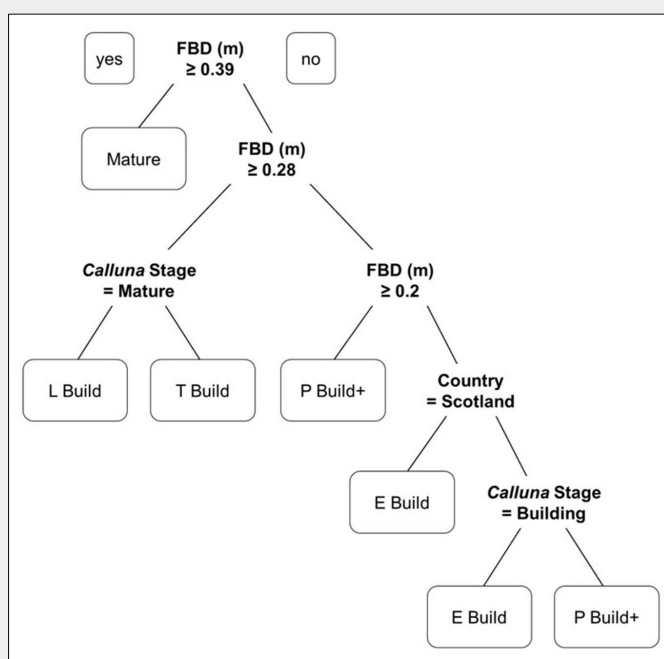 yes
FBD (m)
≥ 0.39
no
Mature
FBD (m)
≥ 0.28
Calluna Stage
= Mature
FBD (m)
≥ 0.2
L Build
T Build
P Build+
Country
= Scotland
E Build
Calluna Stage
= Building
E Build
P Build+